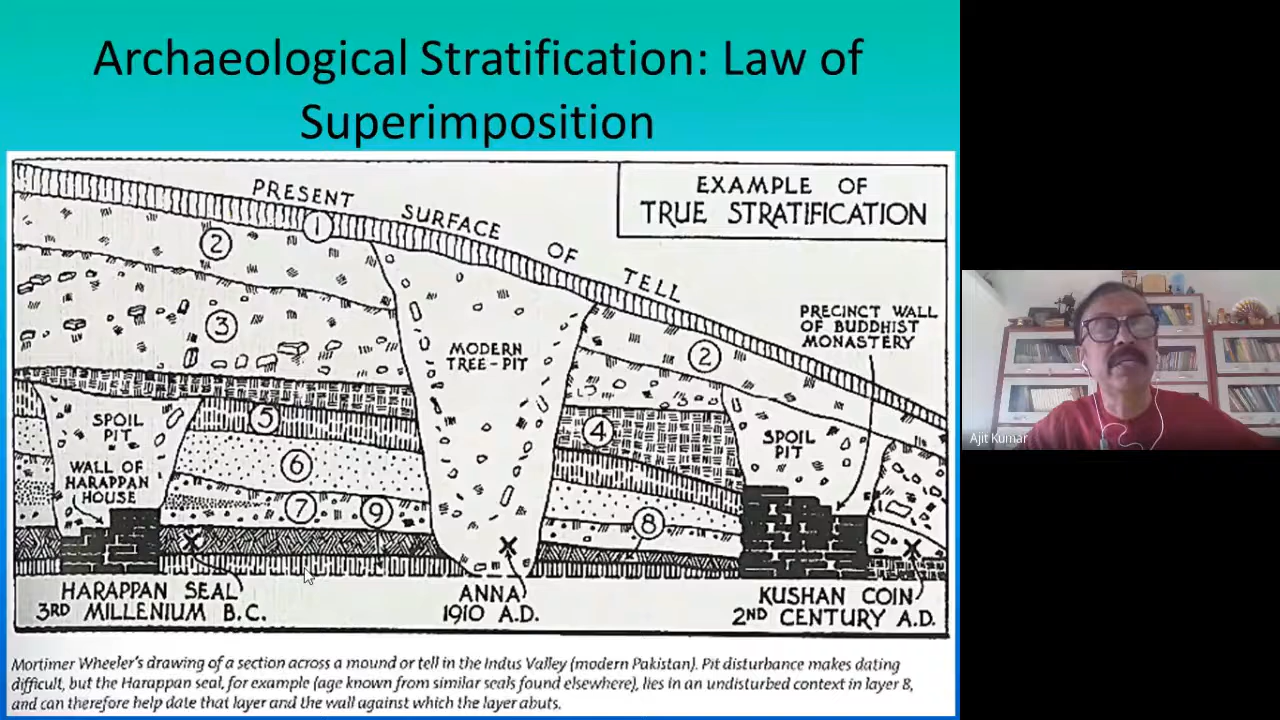 Archaeological Stratification: Law of
Superimposition
EXAMPLE OF
TRUE STRATIFICATION
PRESENT SURFACE OF TELL
1
2
3
MODERN
TREE-PIT
2
3
PRECINCT WALL
OF BUDDHIST
MONASTERY
SPOIL
PIT
5
4
SPOIL
PIT
6
WALL OF
HARAPPAN
HOUSE
7
9
8
HARAPPAN SEAL
3RD MILLENIUM B.C.
ANNA
1910 A.D.
KUSHAN COIN
2ND CENTURY A.D.
Mortimer Wheeler's drawing of a section across a mound or tell in the Indus Valley (modern Pakistan). Pit disturbance makes dating
difficult, but the Harappan seal, for example (age known from similar seals found elsewhere), lies in an undisturbed context in layer 8,
and can therefore help date that layer and the wall against which the layer abuts.
Ajit Kumar